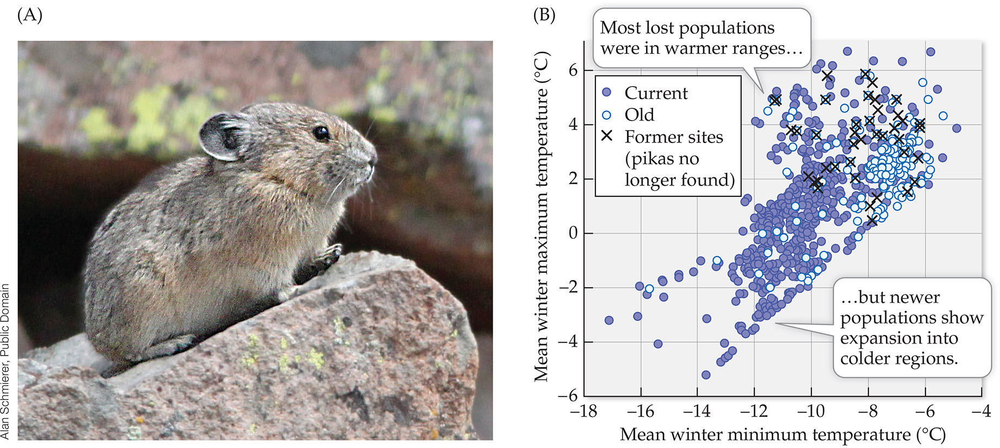 (A)
Alan Schmierer, Public Domain
(B)
Most lost populations
were in warmer ranges…
Current
Old
Former sites
(pikas no
longer found)
…but newer
populations show
expansion into
colder regions.
Mean winter maximum temperature (°C)
6
4
2
0
−2
−4
−6
−18 −16 −14 −12 −10 −8 −6 −4
Mean winter minimum temperature (°C)